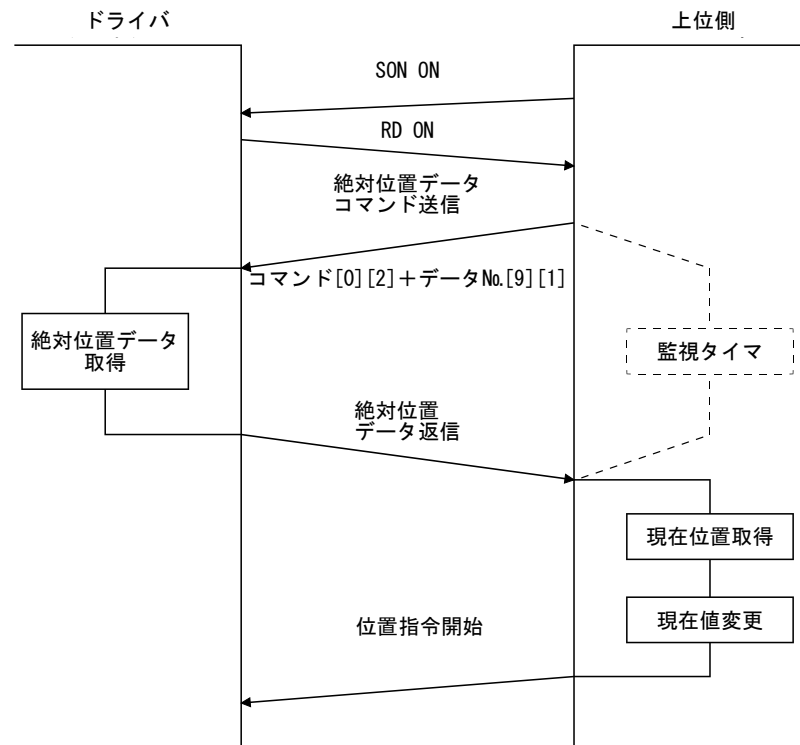 ドライバ
上位側
SON ON
RD ON
絶対位置データ
コマンド送信
コマンド[0][2]＋データ№[9][1]
絶対位置データ
取得
監視タイマ
絶対位置
データ返信
現在位置取得
現在値変更
位置指令開始